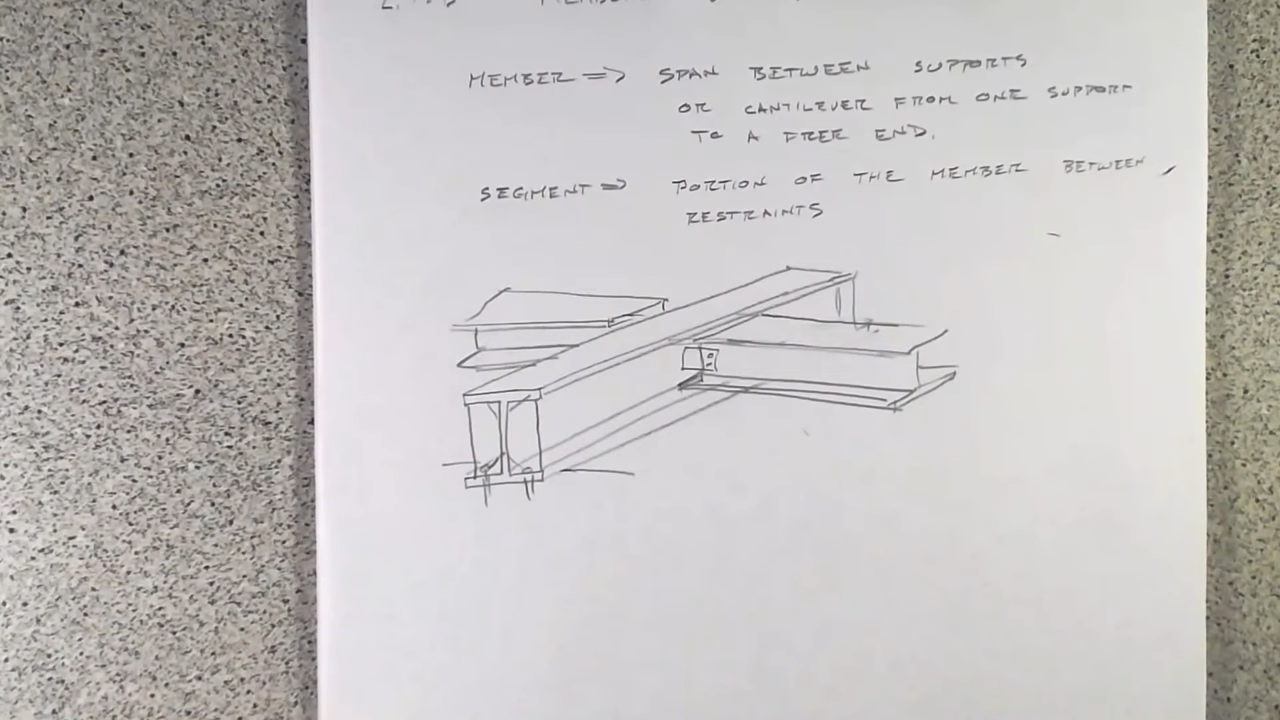 MEMBER => SPAN BETWEEN SUPPORTS
OR CANTILEVER FROM ONE SUPPORT
TO A FREE END.
SEGMENT => PORTION OF THE MEMBER BETWEEN
RESTRAINTS